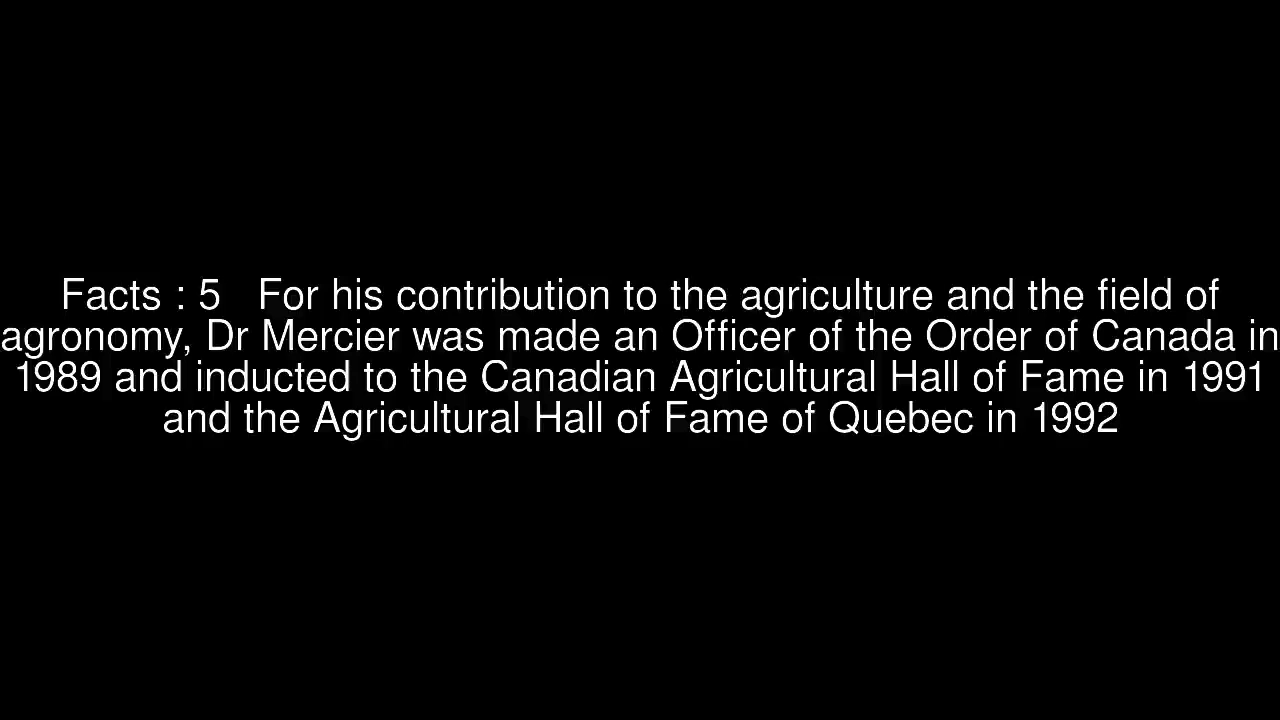 Facts : 5   For his contribution to the agriculture and the field of
agronomy, Dr Mercier was made an Officer of the Order of Canada in
1989 and inducted to the Canadian Agricultural Hall of Fame in 1991
and the Agricultural Hall of Fame of Quebec in 1992